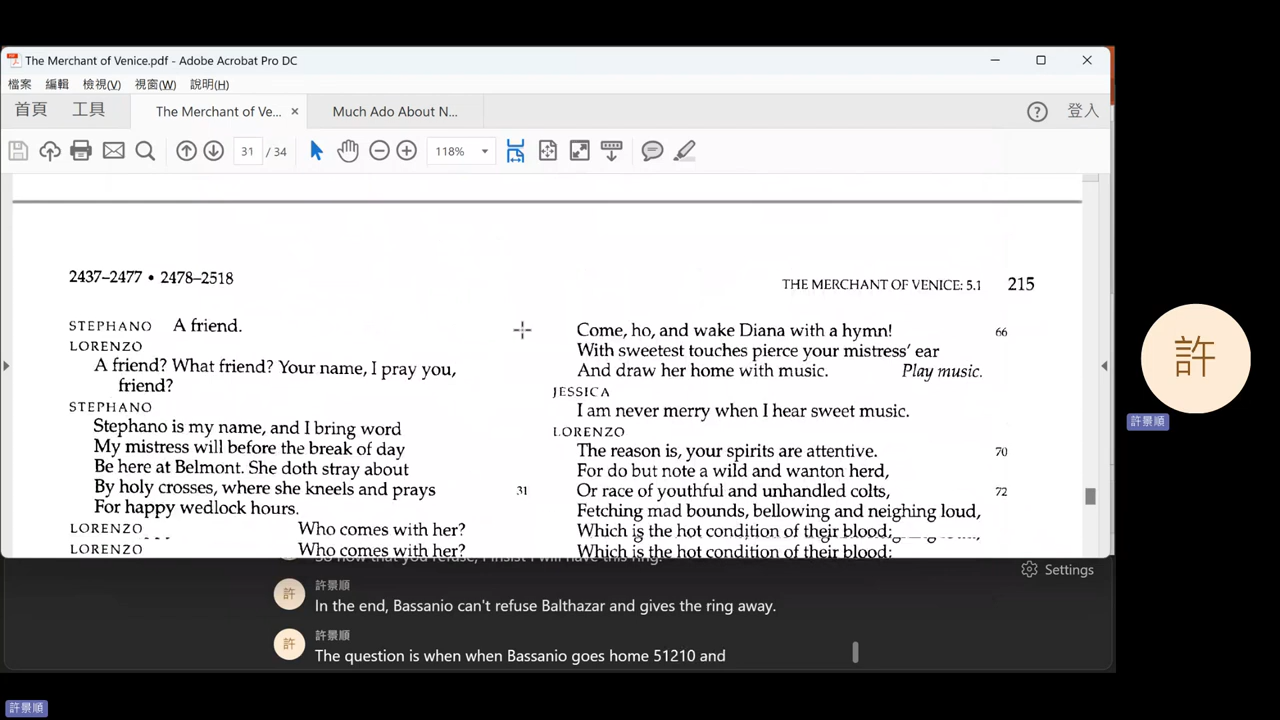 The Merchant of Venice.pdf - Adobe Acrobat Pro DC
檔案 編輯 檢視(V) 視窗(W) 說明(H)
首頁 工具 The Merchant of Ve... × Much Ado About N... 登入
31 / 34 118%
2437–2477 • 2478–2518
THE MERCHANT OF VENICE: 5.1 215
STEPHANO A friend.
LORENZO
A friend? What friend? Your name, I pray you,
friend?
STEPHANO
Stephano is my name, and I bring word
My mistress will before the break of day
Be here at Belmont. She doth stray about
By holy crosses, where she kneels and prays 31
For happy wedlock hours.
LORENZO Who comes with her?
LORENZO Who comes with her?
Come, ho, and wake Diana with a hymn! 66
With sweetest touches pierce your mistress' ear
And draw her home with music. Play music.
JESSICA
I am never merry when I hear sweet music.
LORENZO
The reason is, your spirits are attentive. 70
For do but note a wild and wanton herd,
Or race of youthful and unhandled colts, 72
Fetching mad bounds, bellowing and neighing loud,
Which is the hot condition of their blood;
Which is the hot condition of their blood;
Settings
許
許景順
In the end, Bassanio can't refuse Balthazar and gives the ring away.
許
許景順
The question is when when Bassanio goes home 51210 and
許
許景順
許景順